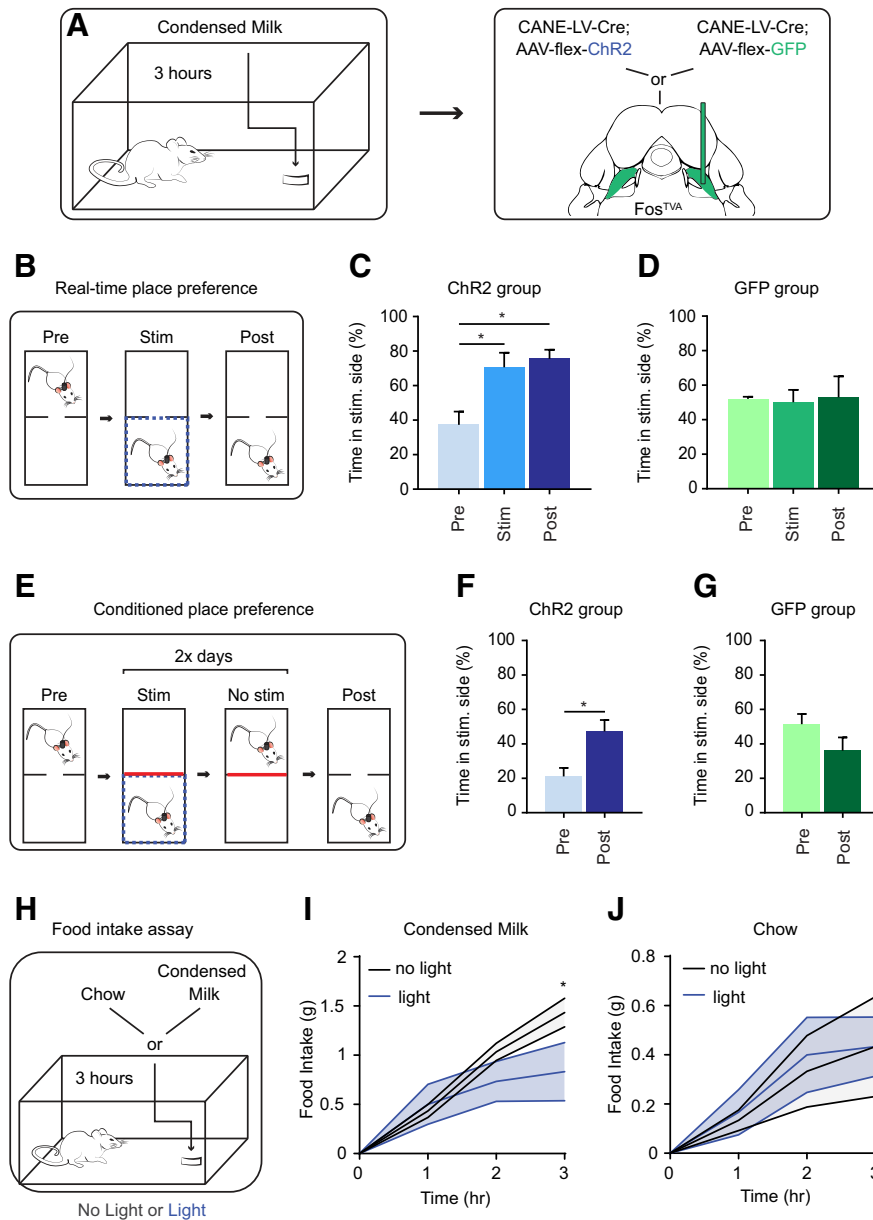 A
Condensed Milk
3 hours
CANE-LV-Cre;
AAV-flex-ChR2
CANE-LV-Cre;
AAV-flex-GFP
or
FosTVA
B
Real-time place preference
Pre
Stim
Post
C
ChR2 group
Time in stim. side (%)
100
80
60
40
20
0
*
*
Pre
Stim
Post
D
GFP group
Time in stim. side (%)
100
80
60
40
20
0
Pre
Stim
Post
E
Conditioned place preference
2x days
Pre
Stim
No stim
Post
F
ChR2 group
Time in stim. side (%)
100
80
60
40
20
0
*
Pre
Post
G
GFP group
Time in stim. side (%)
100
80
60
40
20
0
Pre
Post
H
Food intake assay
Chow
Condensed
Milk
or
3 hours
No Light or Light
I
Condensed Milk
Food Intake (g)
2
1.5
1
0.5
0
no light
light
*
0
1
2
3
Time (hr)
J
Chow
Food Intake (g)
0.8
0.6
0.4
0.2
0
no light
light
0
1
2
3
Time (hr)